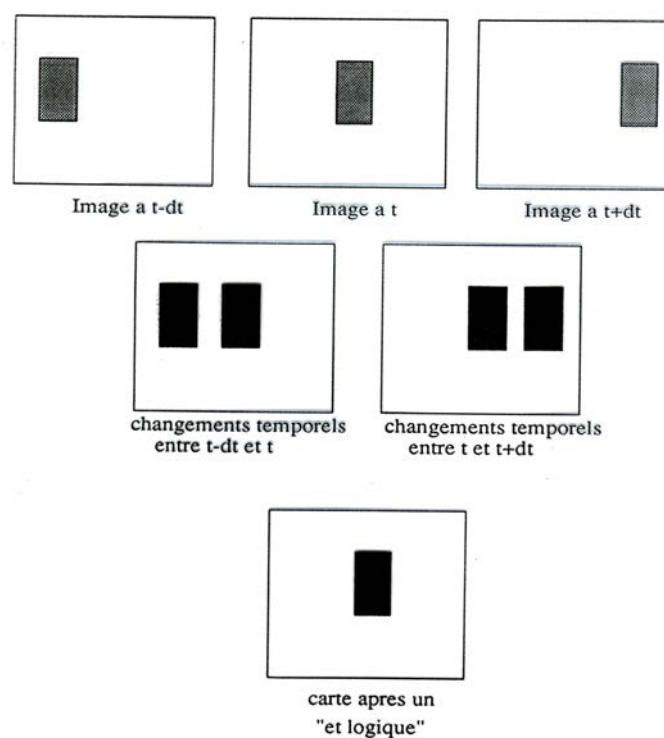 Image a t-dt
Image a t
Image a t+dt
changements temporels
entre t-dt et t
changements temporels
entre t et t+dt
carte apres un
"et logique"